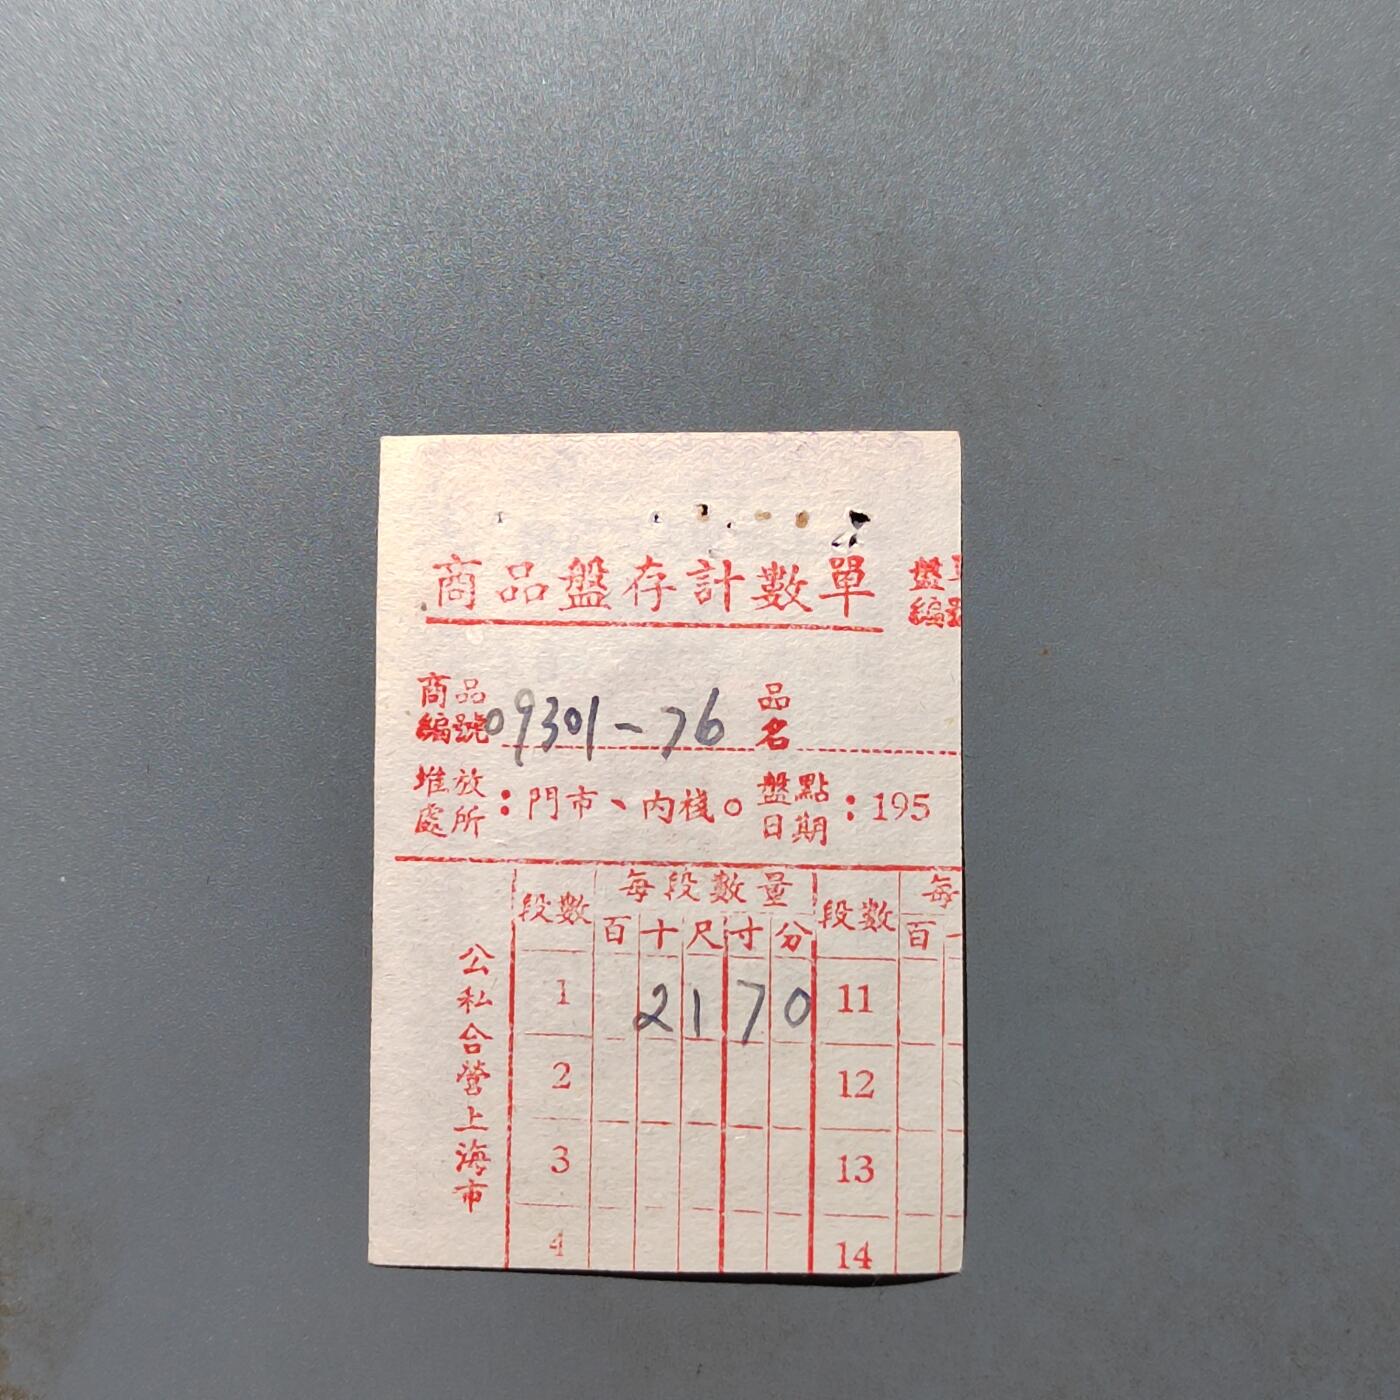 商品盤存計數單
盤
編
商品編號 09301-76 品名
堆放處所：門市、內棧。盤點日期：195
段數 每段數量 段數 每
百 十 尺 寸 分 百
1 2 1 7 0 11
2 12
3 13
4 14
公私合營上海市